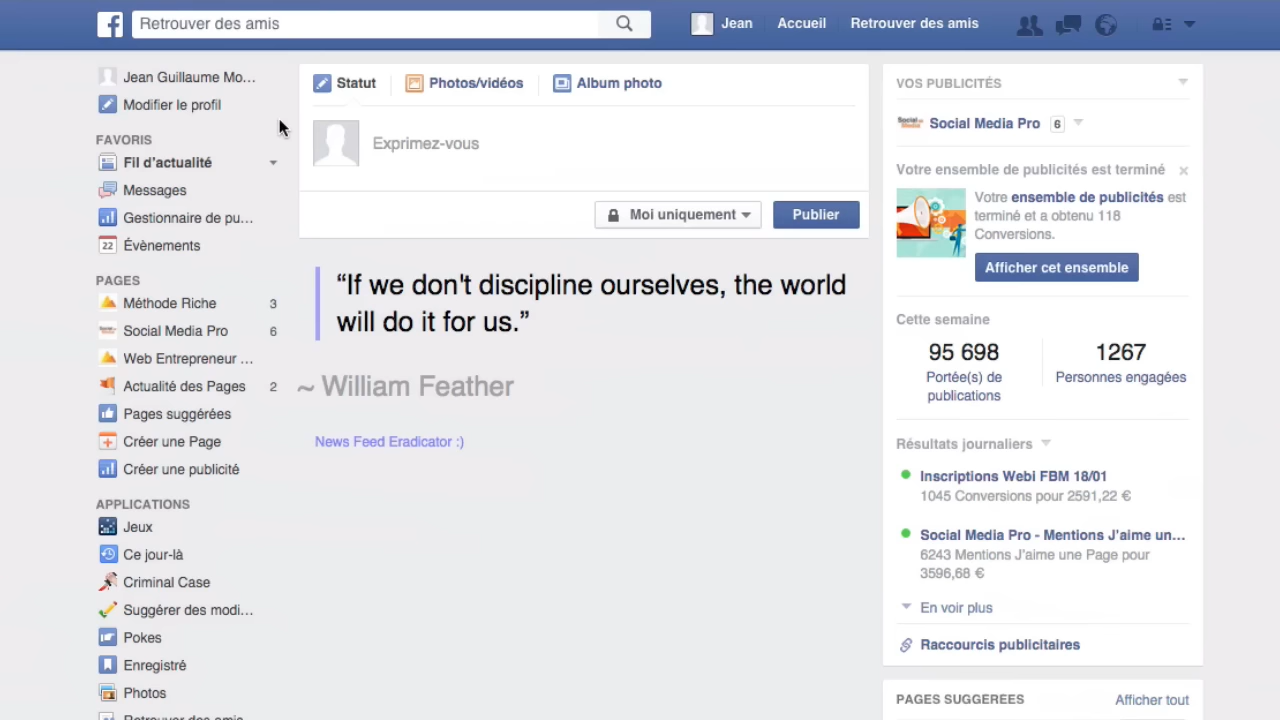 Retrouver des amis
Jean
Accueil
Retrouver des amis
Jean Guillaume Mo...
Modifier le profil
FAVORIS
Fil d'actualité
Messages
Gestionnaire de pu...
22 Évènements
PAGES
Méthode Riche 3
Social Media Pro 6
Web Entrepreneur ...
Actualité des Pages 2
Pages suggérées
Créer une Page
Créer une publicité
APPLICATIONS
Jeux
Ce jour-là
Criminal Case
Suggérer des modi...
Pokes
Enregistré
Photos
Retrouver des amis
Statut
Photos/vidéos
Album photo
Exprimez-vous
Moi uniquement
Publier
“If we don't discipline ourselves, the world
will do it for us.”
~ William Feather
News Feed Eradicator :)
VOS PUBLICITÉS
Social Media Pro 6
Votre ensemble de publicités est terminé
Votre ensemble de publicités est
terminé et a obtenu 118
Conversions.
Afficher cet ensemble
Cette semaine
95 698
Portée(s) de
publications
1267
Personnes engagées
Résultats journaliers
Inscriptions Webi FBM 18/01
1045 Conversions pour 2591,22 €
Social Media Pro - Mentions J'aime un...
6243 Mentions J'aime une Page pour
3596,68 €
En voir plus
Raccourcis publicitaires
PAGES SUGGÉRÉES
Afficher tout